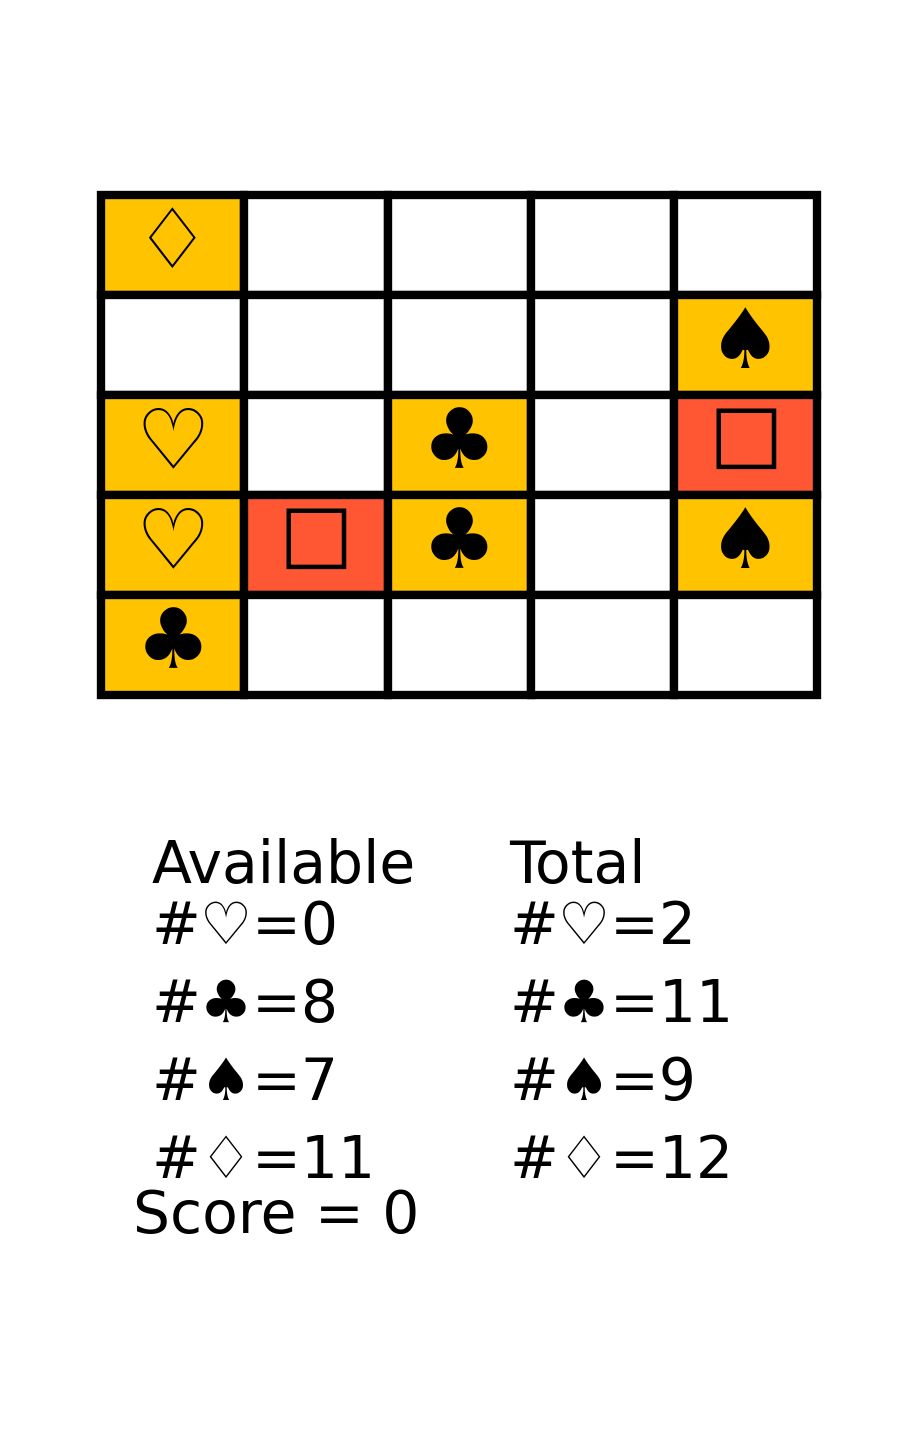 ♢
♠
♡ ♣ □
♡ □ ♣ ♠
♣
Available Total
#♡=0 #♡=2
#♣=8 #♣=11
#♠=7 #♠=9
#♢=11 #♢=12
Score = 0